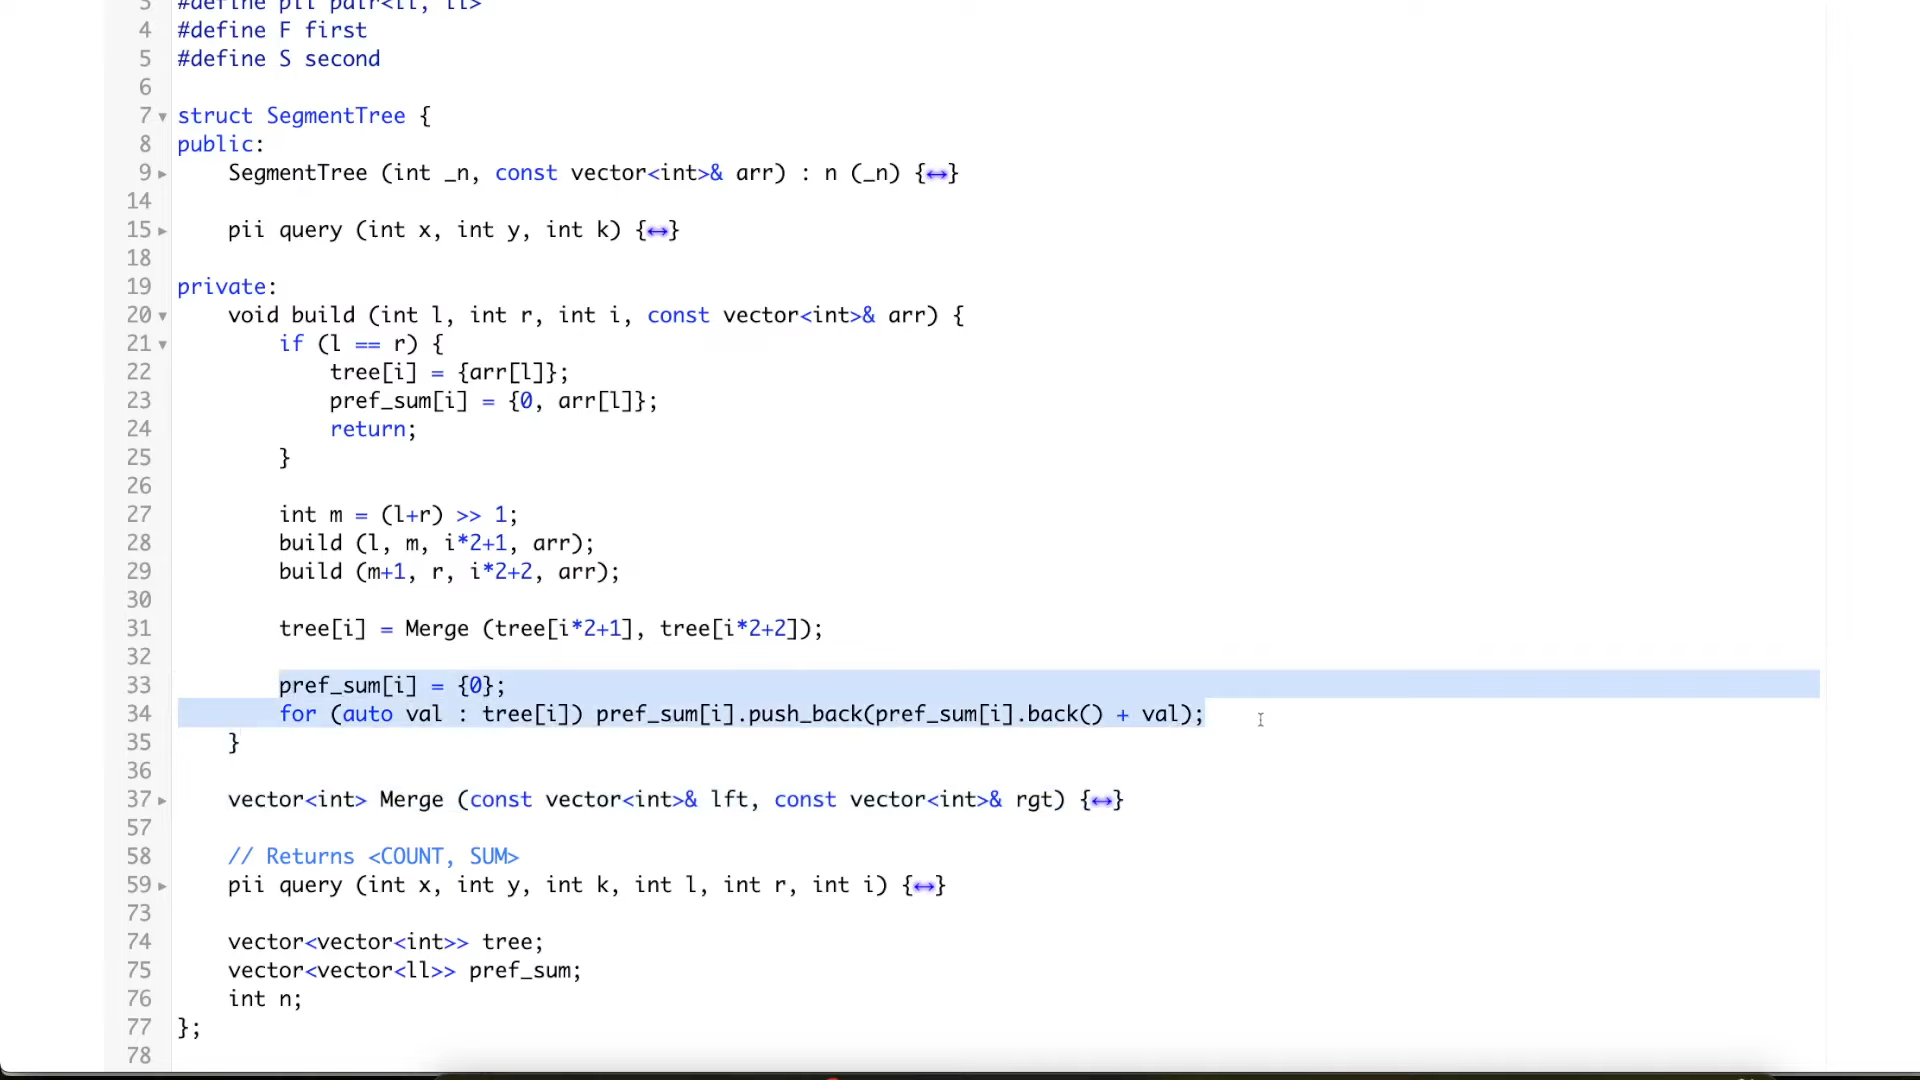 3 #define pii pair<ll, ll>
4 #define F first
5 #define S second
6
7 struct SegmentTree {
8 public:
9 SegmentTree (int _n, const vector<int>& arr) : n (_n) {↔}
14
15 pii query (int x, int y, int k) {↔}
18
19 private:
20 void build (int l, int r, int i, const vector<int>& arr) {
21 if (l == r) {
22 tree[i] = {arr[l]};
23 pref_sum[i] = {0, arr[l]};
24 return;
25 }
26
27 int m = (l+r) >> 1;
28 build (l, m, i*2+1, arr);
29 build (m+1, r, i*2+2, arr);
30
31 tree[i] = Merge (tree[i*2+1], tree[i*2+2]);
32
33 pref_sum[i] = {0};
34 for (auto val : tree[i]) pref_sum[i].push_back(pref_sum[i].back() + val);
35 }
36
37 vector<int> Merge (const vector<int>& lft, const vector<int>& rgt) {↔}
57
58 // Returns <COUNT, SUM>
59 pii query (int x, int y, int k, int l, int r, int i) {↔}
73
74 vector<vector<int>> tree;
75 vector<vector<ll>> pref_sum;
76 int n;
77 };
78